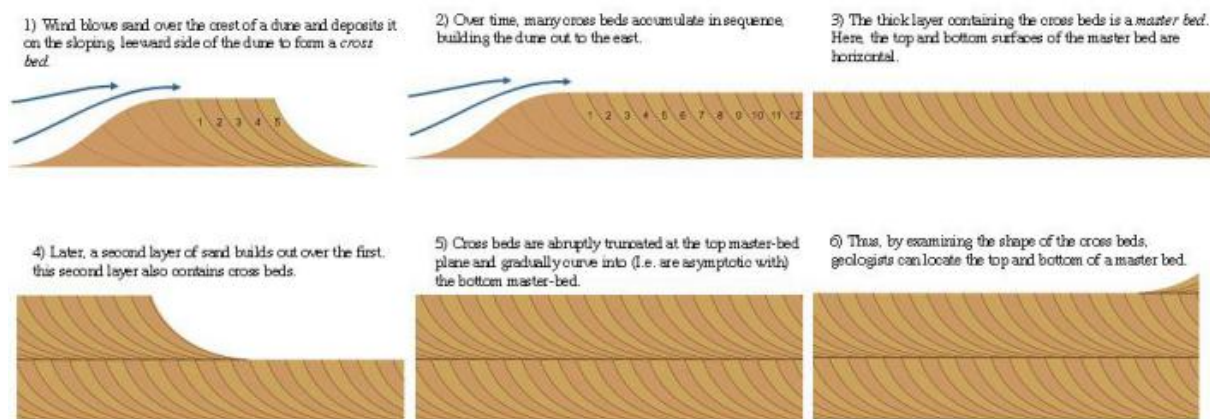 1) Wind blows sand over the crest of a dune and deposits it
on the sloping, leeward side of the dune to form a cross
bed.
1 2 3 4 5
2) Over time, many cross beds accumulate in sequence,
building the dune out to the east.
1 2 3 4 5 6 7 8 9 10 11 12
3) The thick layer containing the cross beds is a master bed.
Here, the top and bottom surfaces of the master bed are
horizontal.
4) Later, a second layer of sand builds out over the first,
this second layer also contains cross beds.
5) Cross beds are abruptly truncated at the top master-bed
plane and gradually curve into (I.e. are asymptotic with)
the bottom master-bed.
6) Thus, by examining the shape of the cross beds,
geologists can locate the top and bottom of a master bed.